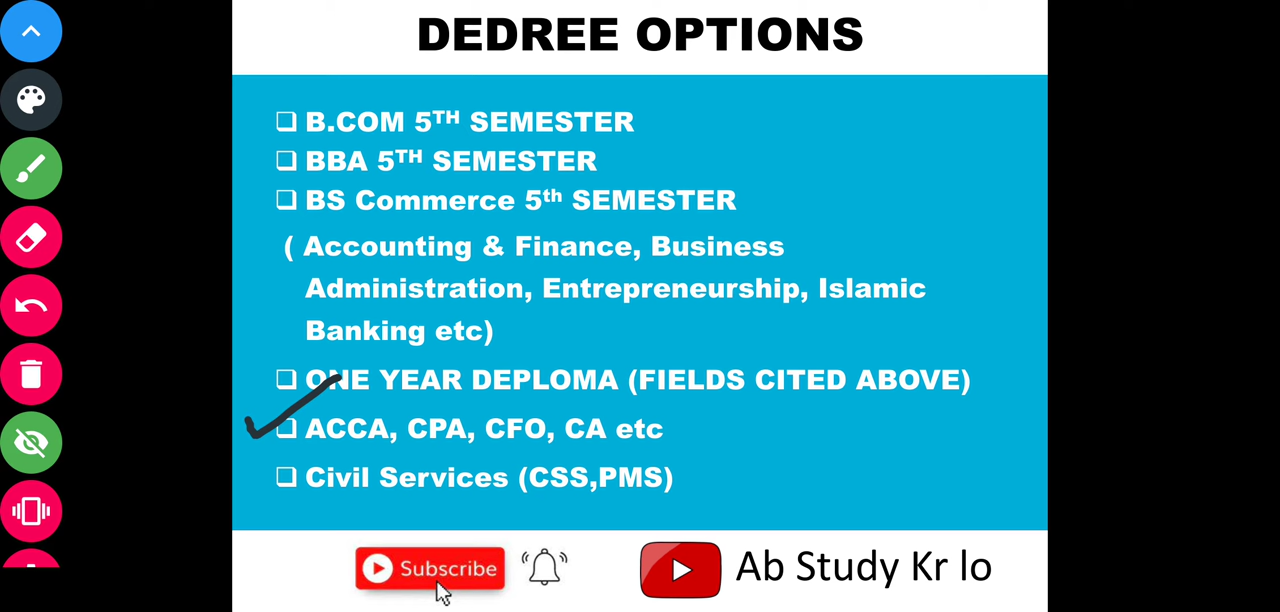 DEDREE OPTIONS
❑ B.COM 5TH SEMESTER
❑ BBA 5TH SEMESTER
❑ BS Commerce 5th SEMESTER
( Accounting & Finance, Business
Administration, Entrepreneurship, Islamic
Banking etc)
❑ ONE YEAR DEPLOMA (FIELDS CITED ABOVE)
❑ ACCA, CPA, CFO, CA etc
❑ Civil Services (CSS,PMS)
Subscribe
Ab Study Kr lo